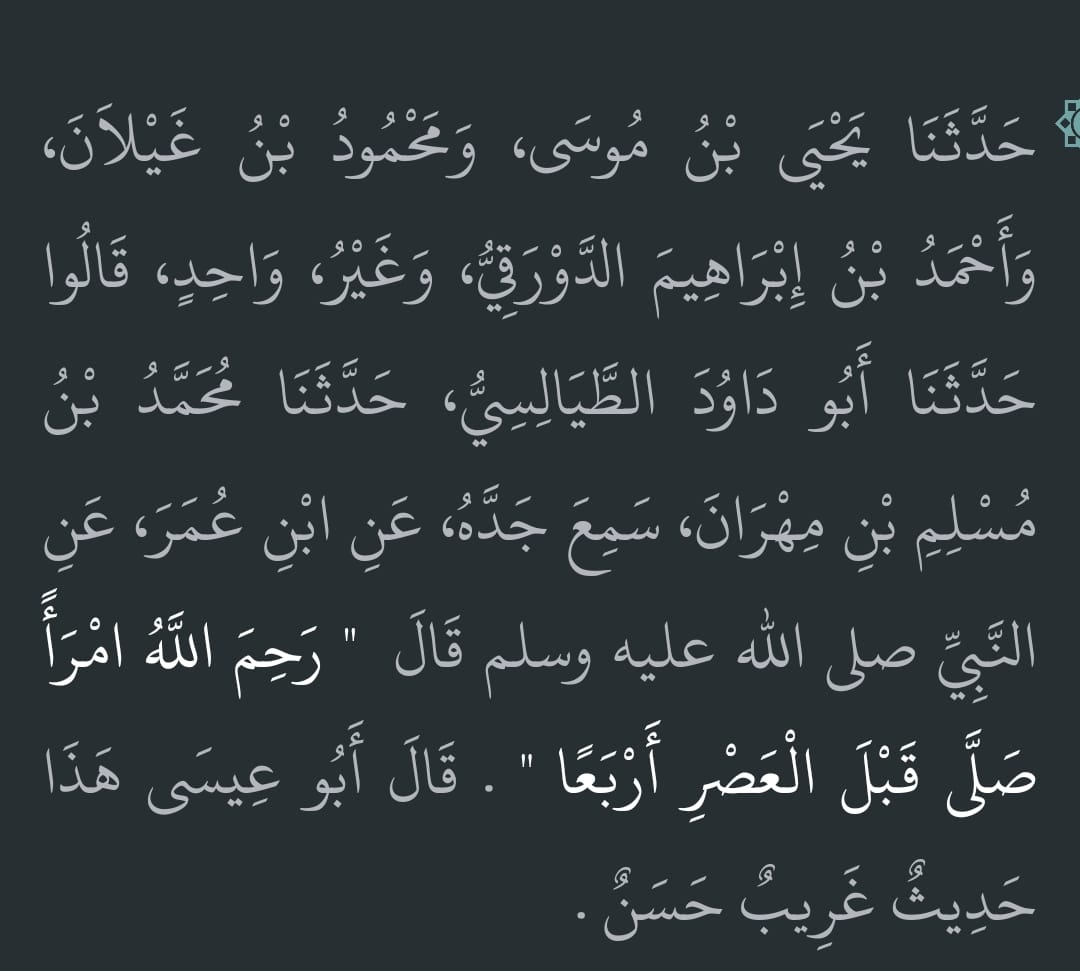 حَدَّثَنَا يَحْيَى بْنُ مُوسَى، وَمَحْمُودُ بْنُ غَيْلاَنَ،
وَأَحْمَدُ بْنُ إِبْرَاهِيمَ الدَّوْرَقِيُّ، وَغَيْرُ، وَاحِدٍ، قَالُوا
حَدَّثَنَا أَبُو دَاوُدَ الطَّيَالِسِيُّ، حَدَّثَنَا مُحَمَّدُ بْنُ
مُسْلِمِ بْنِ مِهْرَانَ، سَمِعَ جَدَّهُ، عَنِ ابْنِ عُمَرَ، عَنِ
النَّبِيِّ صلى الله عليه وسلم قَالَ " رَحِمَ اللَّهُ امْرَأً
صَلَّى قَبْلَ الْعَصْرِ أَرْبَعًا " . قَالَ أَبُو عِيسَى هَذَا
حَدِيثٌ غَرِيبٌ حَسَنٌ .